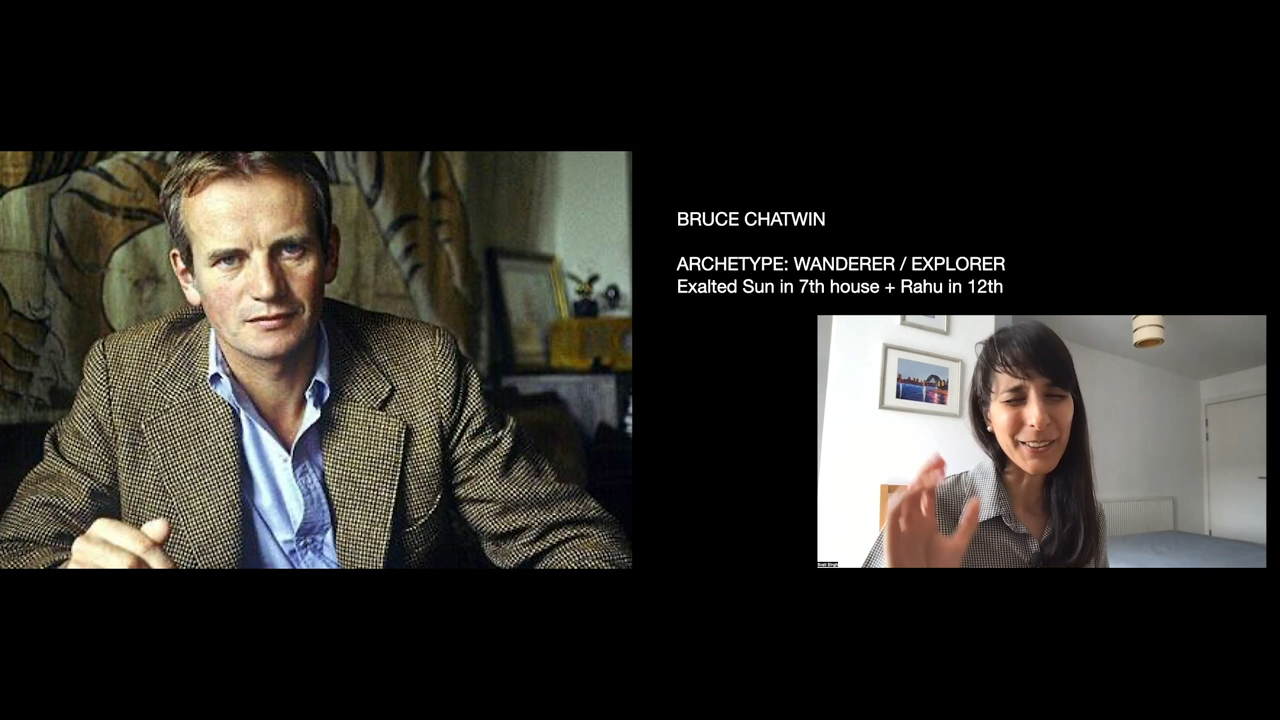 BRUCE CHATWIN
ARCHETYPE: WANDERER / EXPLORER
Exalted Sun in 7th house + Rahu in 12th